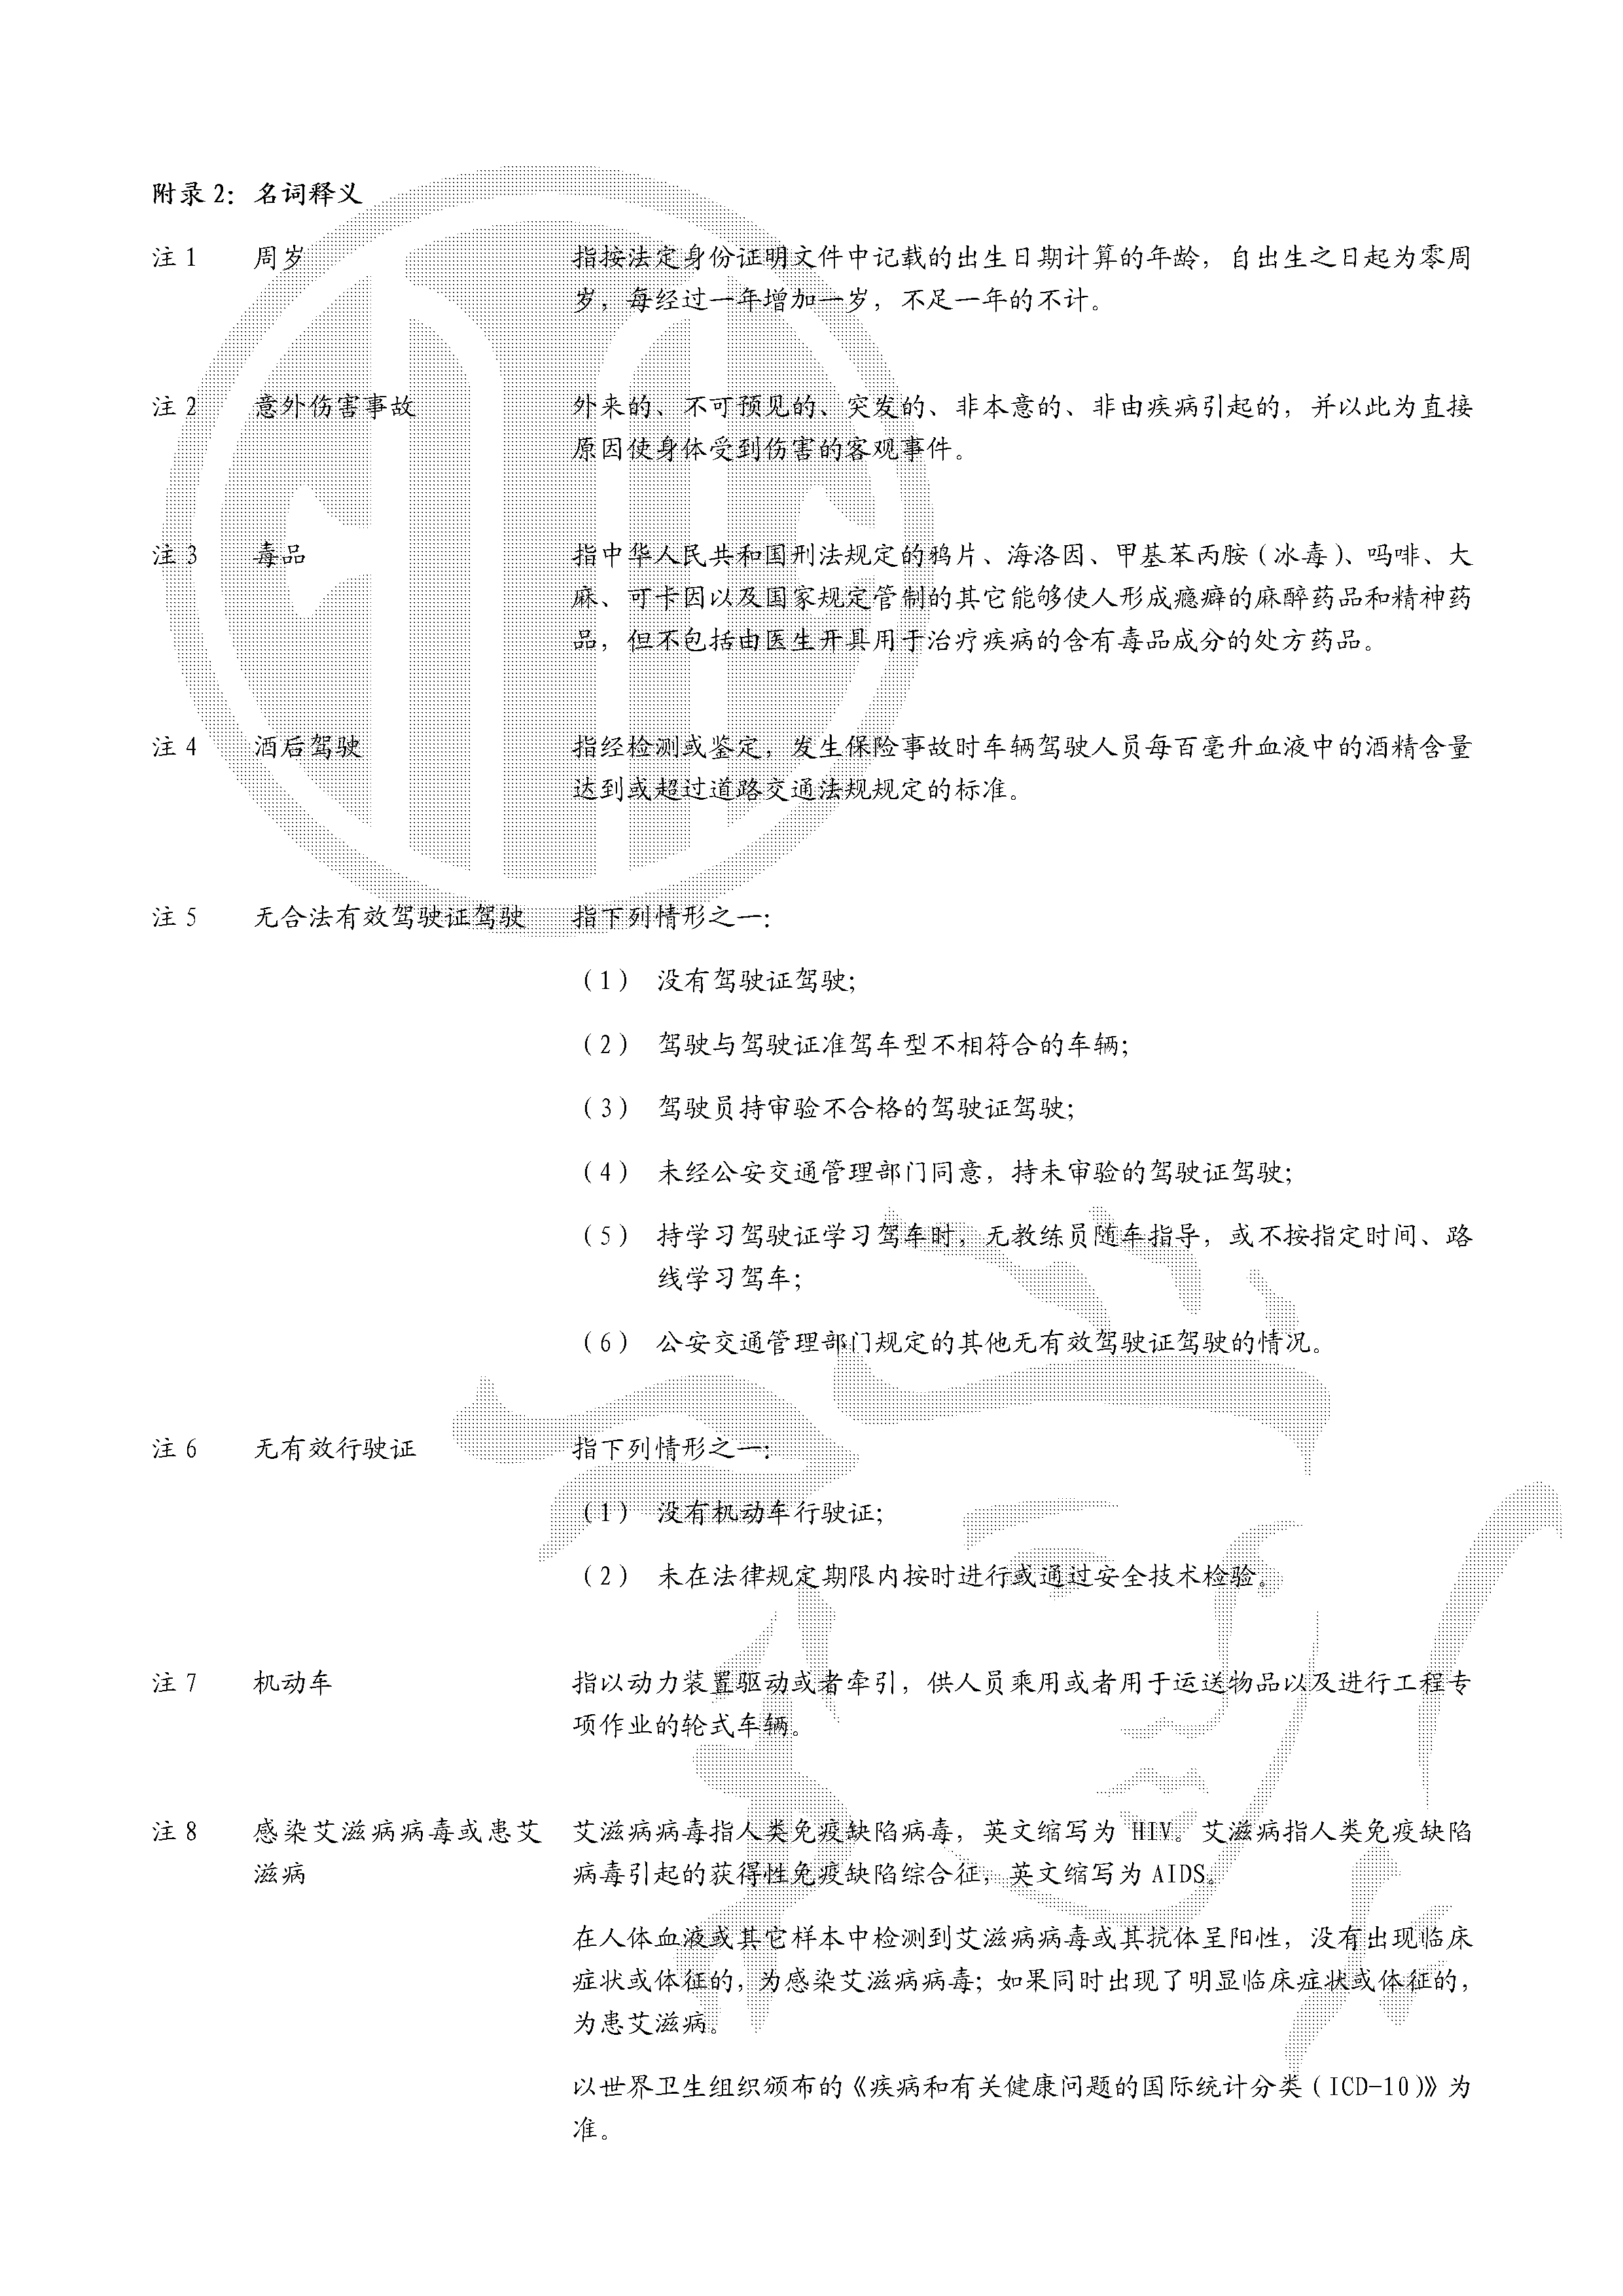 附录 2：名词释义
注 1 周岁 指按法定身份证明文件中记载的出生日期计算的年龄，自出生之日起为零周
岁，每经过一年增加一岁，不足一年的不计。
注 2 意外伤害事故 外来的、不可预见的、突发的、非本意的、非由疾病引起的，并以此为直接
原因使身体受到伤害的客观事件。
注 3 毒品 指中华人民共和国刑法规定的鸦片、海洛因、甲基苯丙胺（冰毒）、吗啡、大
麻、可卡因以及国家规定管制的其它能够使人形成瘾癖的麻醉药品和精神药
品，但不包括由医生开具用于治疗疾病的含有毒品成分的处方药品。
注 4 酒后驾驶 指经检测或鉴定，发生保险事故时车辆驾驶人员每百毫升血液中的酒精含量
达到或超过道路交通法规规定的标准。
注 5 无合法有效驾驶证驾驶 指下列情形之一：
（1） 没有驾驶证驾驶；
（2） 驾驶与驾驶证准驾车型不相符合的车辆；
（3） 驾驶员持审验不合格的驾驶证驾驶；
（4） 未经公安交通管理部门同意，持未审验的驾驶证驾驶；
（5） 持学习驾驶证学习驾车时，无教练员随车指导，或不按指定时间、路
线学习驾车；
（6） 公安交通管理部门规定的其他无有效驾驶证驾驶的情况。
注 6 无有效行驶证 指下列情形之一：
（1） 没有机动车行驶证；
（2） 未在法律规定期限内按时进行或通过安全技术检验。
注 7 机动车 指以动力装置驱动或者牵引，供人员乘用或者用于运送物品以及进行工程专
项作业的轮式车辆。
注 8 感染艾滋病病毒或患艾 艾滋病病毒指人类免疫缺陷病毒，英文缩写为 HIV。艾滋病指人类免疫缺陷
滋病 病毒引起的获得性免疫缺陷综合征，英文缩写为 AIDS。
在人体血液或其它样本中检测到艾滋病病毒或其抗体呈阳性，没有出现临床
症状或体征的，为感染艾滋病病毒；如果同时出现了明显临床症状或体征的，
为患艾滋病。
以世界卫生组织颁布的《疾病和有关健康问题的国际统计分类（ICD-10）》为
准。